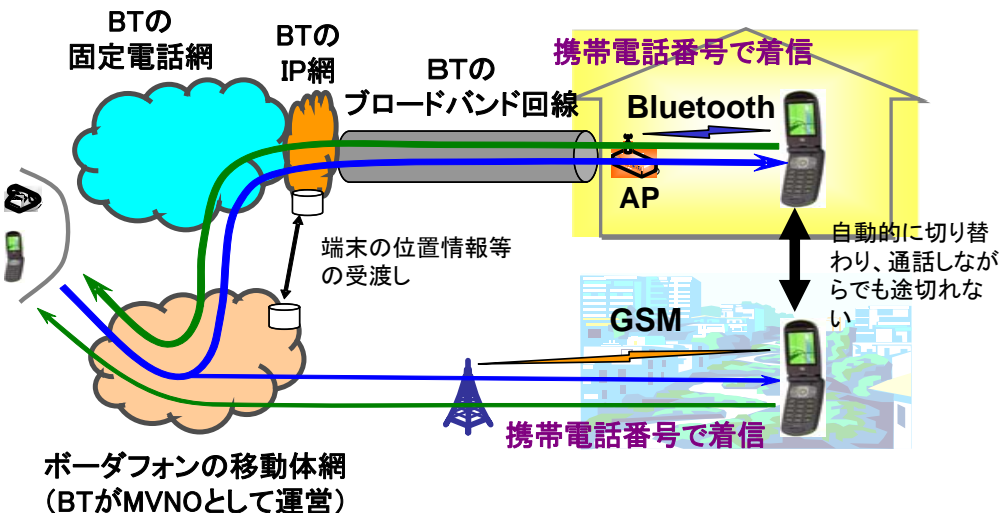 BTの
固定電話網
BTの
IP網
BTの
ブロードバンド回線
携帯電話番号で着信
Bluetooth
AP
端末の位置情報等
の受渡し
自動的に切り替
わり、通話しなが
らでも途切れな
い
GSM
携帯電話番号で着信
ボーダフォンの移動体網
（BTがMVNOとして運営）